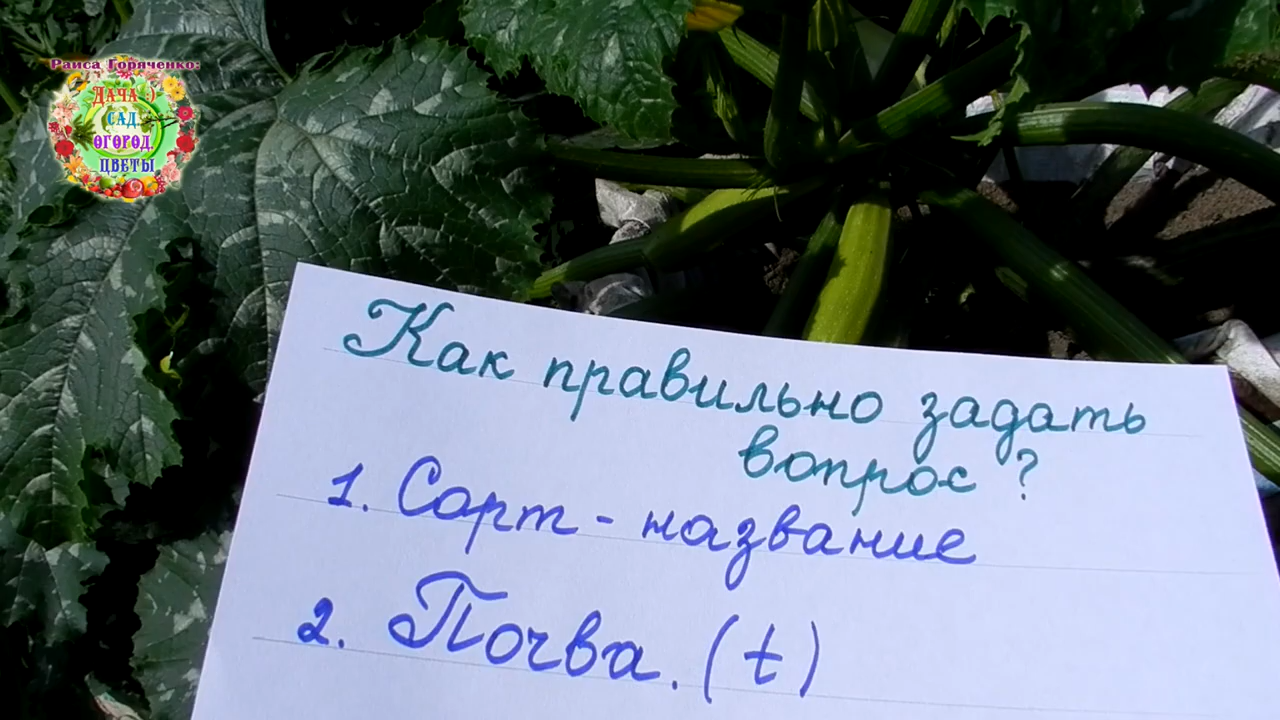 Раиса Горяченко:
Дача
сад,
огород,
цветы
Как правильно задать
вопрос?
1. Сорт - название
2. Почва. (t)